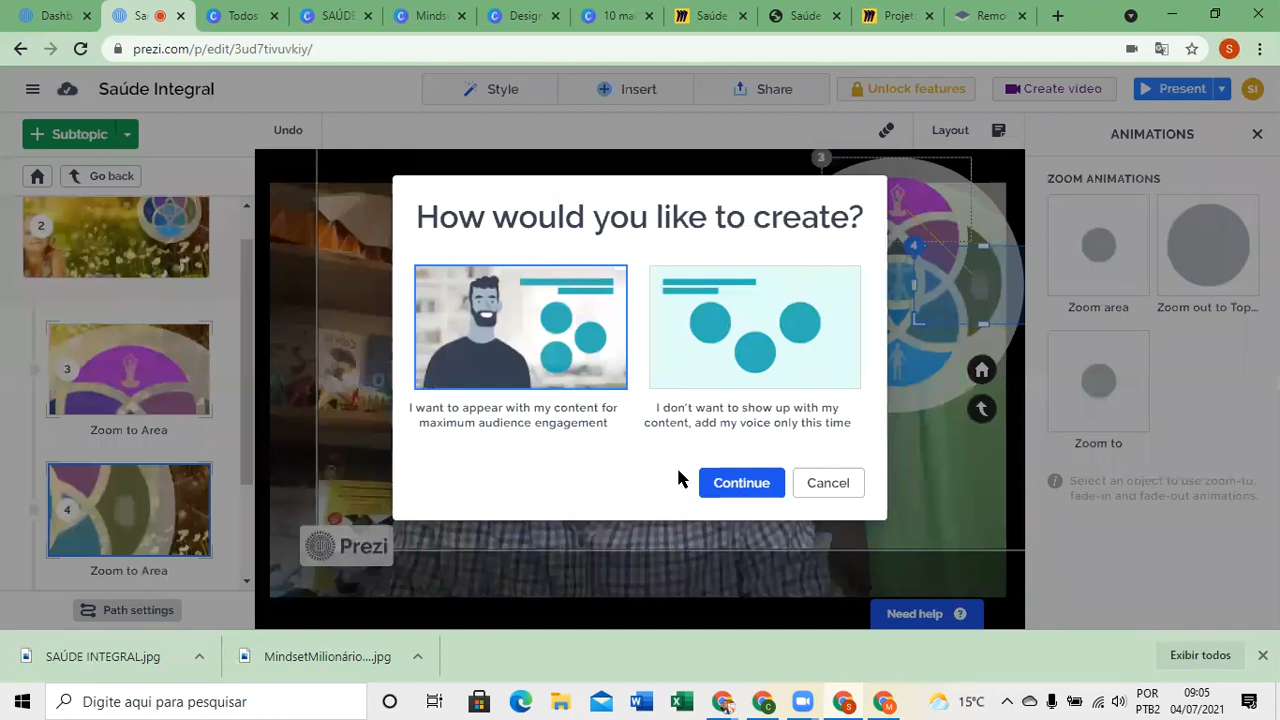 Dash
Sa
Todos
SAÚDE
Minds
Design
10 ma
Saúde
Saúde
Projet
Remo
prezi.com/p/edit/3ud7tivuvkiy/
S
Saúde Integral
Style
Insert
Share
Unlock features
Create video
Present
SI
Subtopic
Undo
Layout
ANIMATIONS
Go back
ZOOM ANIMATIONS
2
3
Zoom to Area
4
Zoom to Area
Path settings
3
4
How would you like to create?
I want to appear with my content for
maximum audience engagement
I don't want to show up with my
content, add my voice only this time
Continue
Cancel
Prezi
Need help ?
Zoom area
Zoom out to Top...
Zoom to
Select an object to use zoom-to,
fade-in and fade-out animations.
SAÚDE INTEGRAL.jpg
MindsetMilionário....jpg
Exibir todos
Digite aqui para pesquisar
15°C
POR
PTB2
09:05
04/07/2021